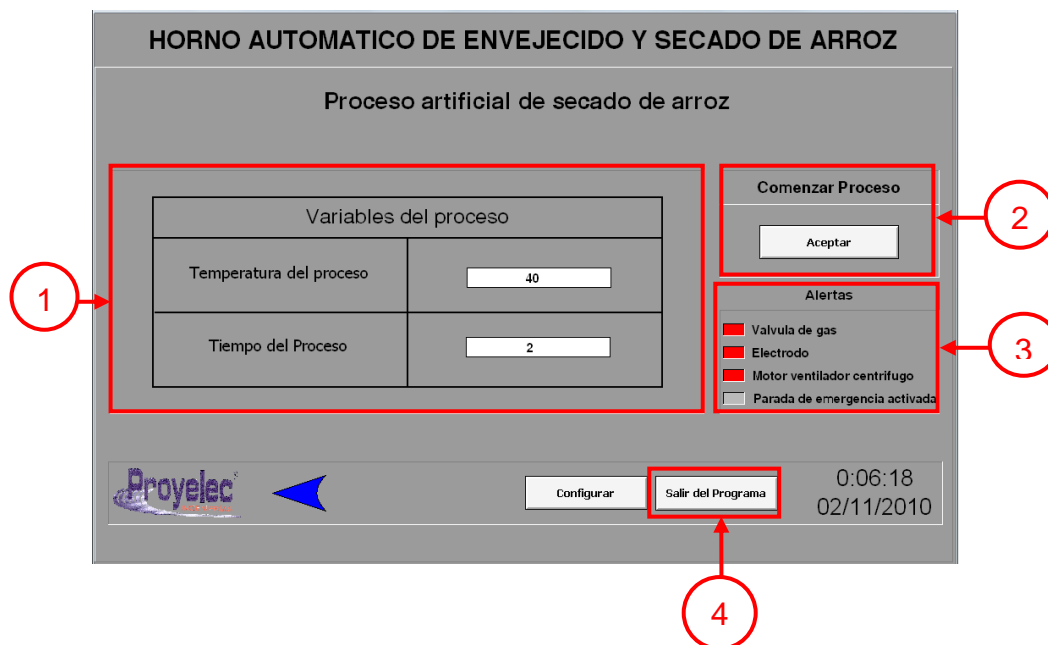 HORNO AUTOMATICO DE ENVEJECIDO Y SECADO DE ARROZ
Proceso artificial de secado de arroz
1
Variables del proceso
Temperatura del proceso
40
Tiempo del Proceso
2
Comenzar Proceso
Aceptar
2
Alertas
Valvula de gas
Electrodo
Motor ventilador centrifugo
Parada de emergencia activada
3
Proyelec
Configurar
Salir del Programa
0:06:18
02/11/2010
4